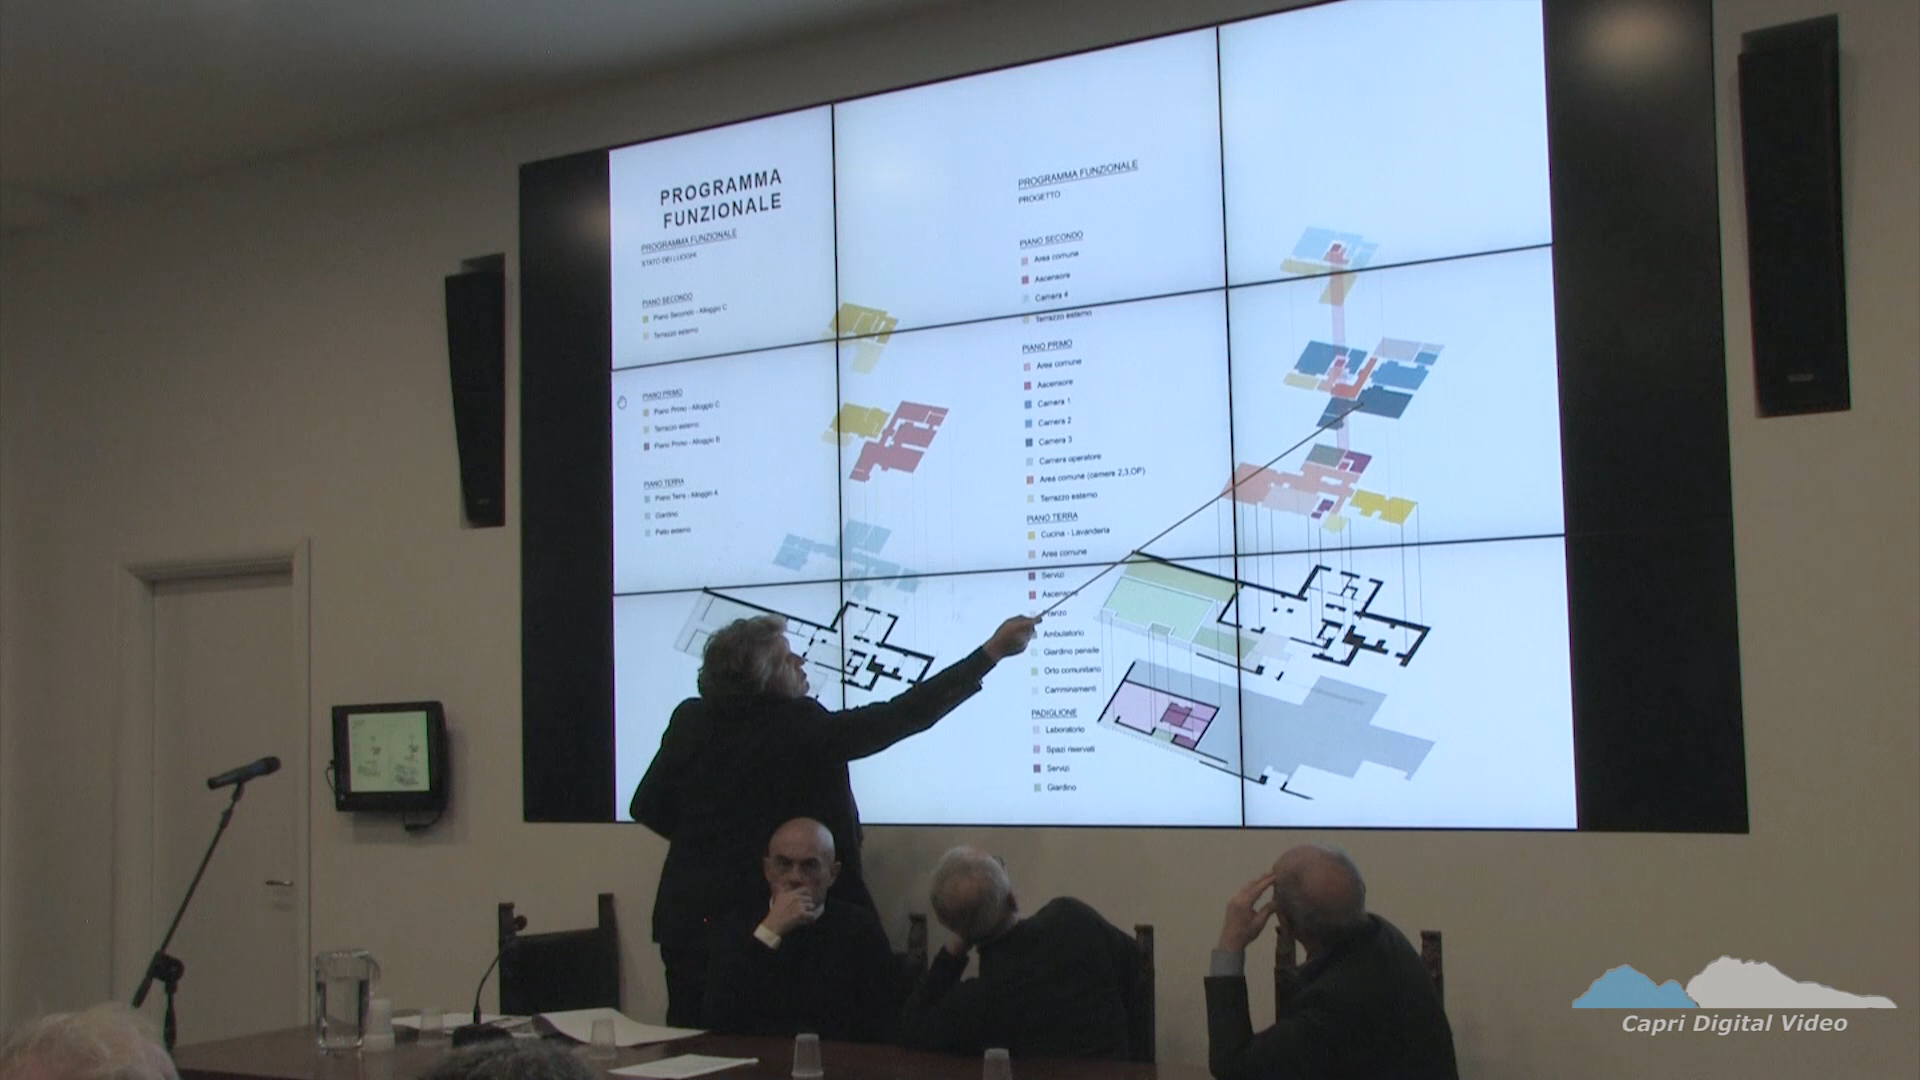 PROGRAMMA
FUNZIONALE
PROGRAMMA FUNZIONALE
STATO DEI LUOGHI
PIANO SECONDO
Piano Secondo - Alloggio C
Terrazzo esterno
PIANO PRIMO
Piano Primo - Alloggio C
Terrazzo esterno
Piano Primo - Alloggio B
PIANO TERRA
Piano Terra - Alloggio A
Giardino
Patio esterno
PROGRAMMA FUNZIONALE
PROGETTO
PIANO SECONDO
Area comune
Ascensore
Camera 4
Terrazzo esterno
PIANO PRIMO
Area comune
Ascensore
Camera 1
Camera 2
Camera 3
Camera operatore
Area comune (camera 2,3,OP)
Terrazzo esterno
PIANO TERRA
Cucina - Lavanderia
Area comune
Servizi
Ascensore
Pranzo
Ambulatorio
Giardino pensile
Orto comunitario
Camminamenti
PADIGLIONE
Laboratorio
Spazi riservati
Servizi
Giardino
Capri Digital Video